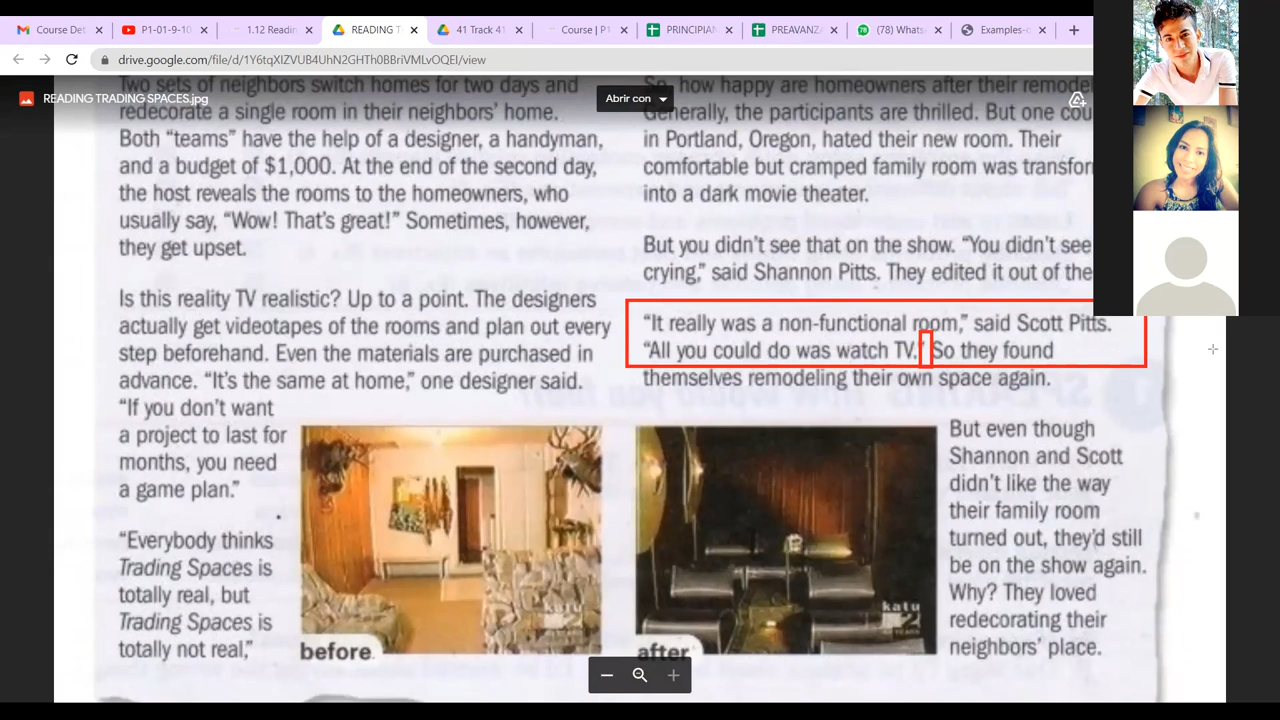 Course Det
P1-01-9-10
1.12 Readin
READING T
41 Track 41
Course | P1
PRINCIPIAN
PREAVANZA
(78) Whats
Examples-o
drive.google.com/file/d/1Y6tqXIZVUB4UhN2GHTh0BBriVMLvOQEI/view
READING TRADING SPACES.jpg
Abrir con
Two sets of neighbors switch homes for two days and
redecorate a single room in their neighbors' home.
Both “teams” have the help of a designer, a handyman,
and a budget of $1,000. At the end of the second day,
the host reveals the rooms to the homeowners, who
usually say, “Wow! That's great!” Sometimes, however,
they get upset.
Is this reality TV realistic? Up to a point. The designers
actually get videotapes of the rooms and plan out every
step beforehand. Even the materials are purchased in
advance. “It's the same at home,” one designer said.
“If you don't want
a project to last for
months, you need
a game plan.”
“Everybody thinks
Trading Spaces is
totally real, but
Trading Spaces is
totally not real,”
before
So, how happy are homeowners after their remodel
Generally, the participants are thrilled. But one cou
in Portland, Oregon, hated their new room. Their
comfortable but cramped family room was transfor
into a dark movie theater.
But you didn't see that on the show. “You didn't see
crying,” said Shannon Pitts. They edited it out of the
“It really was a non-functional room,” said Scott Pitts.
“All you could do was watch TV.” So they found
themselves remodeling their own space again.
after
But even though
Shannon and Scott
didn't like the way
their family room
turned out, they'd still
be on the show again.
Why? They loved
redecorating their
neighbors' place.
katu
2
katu
2